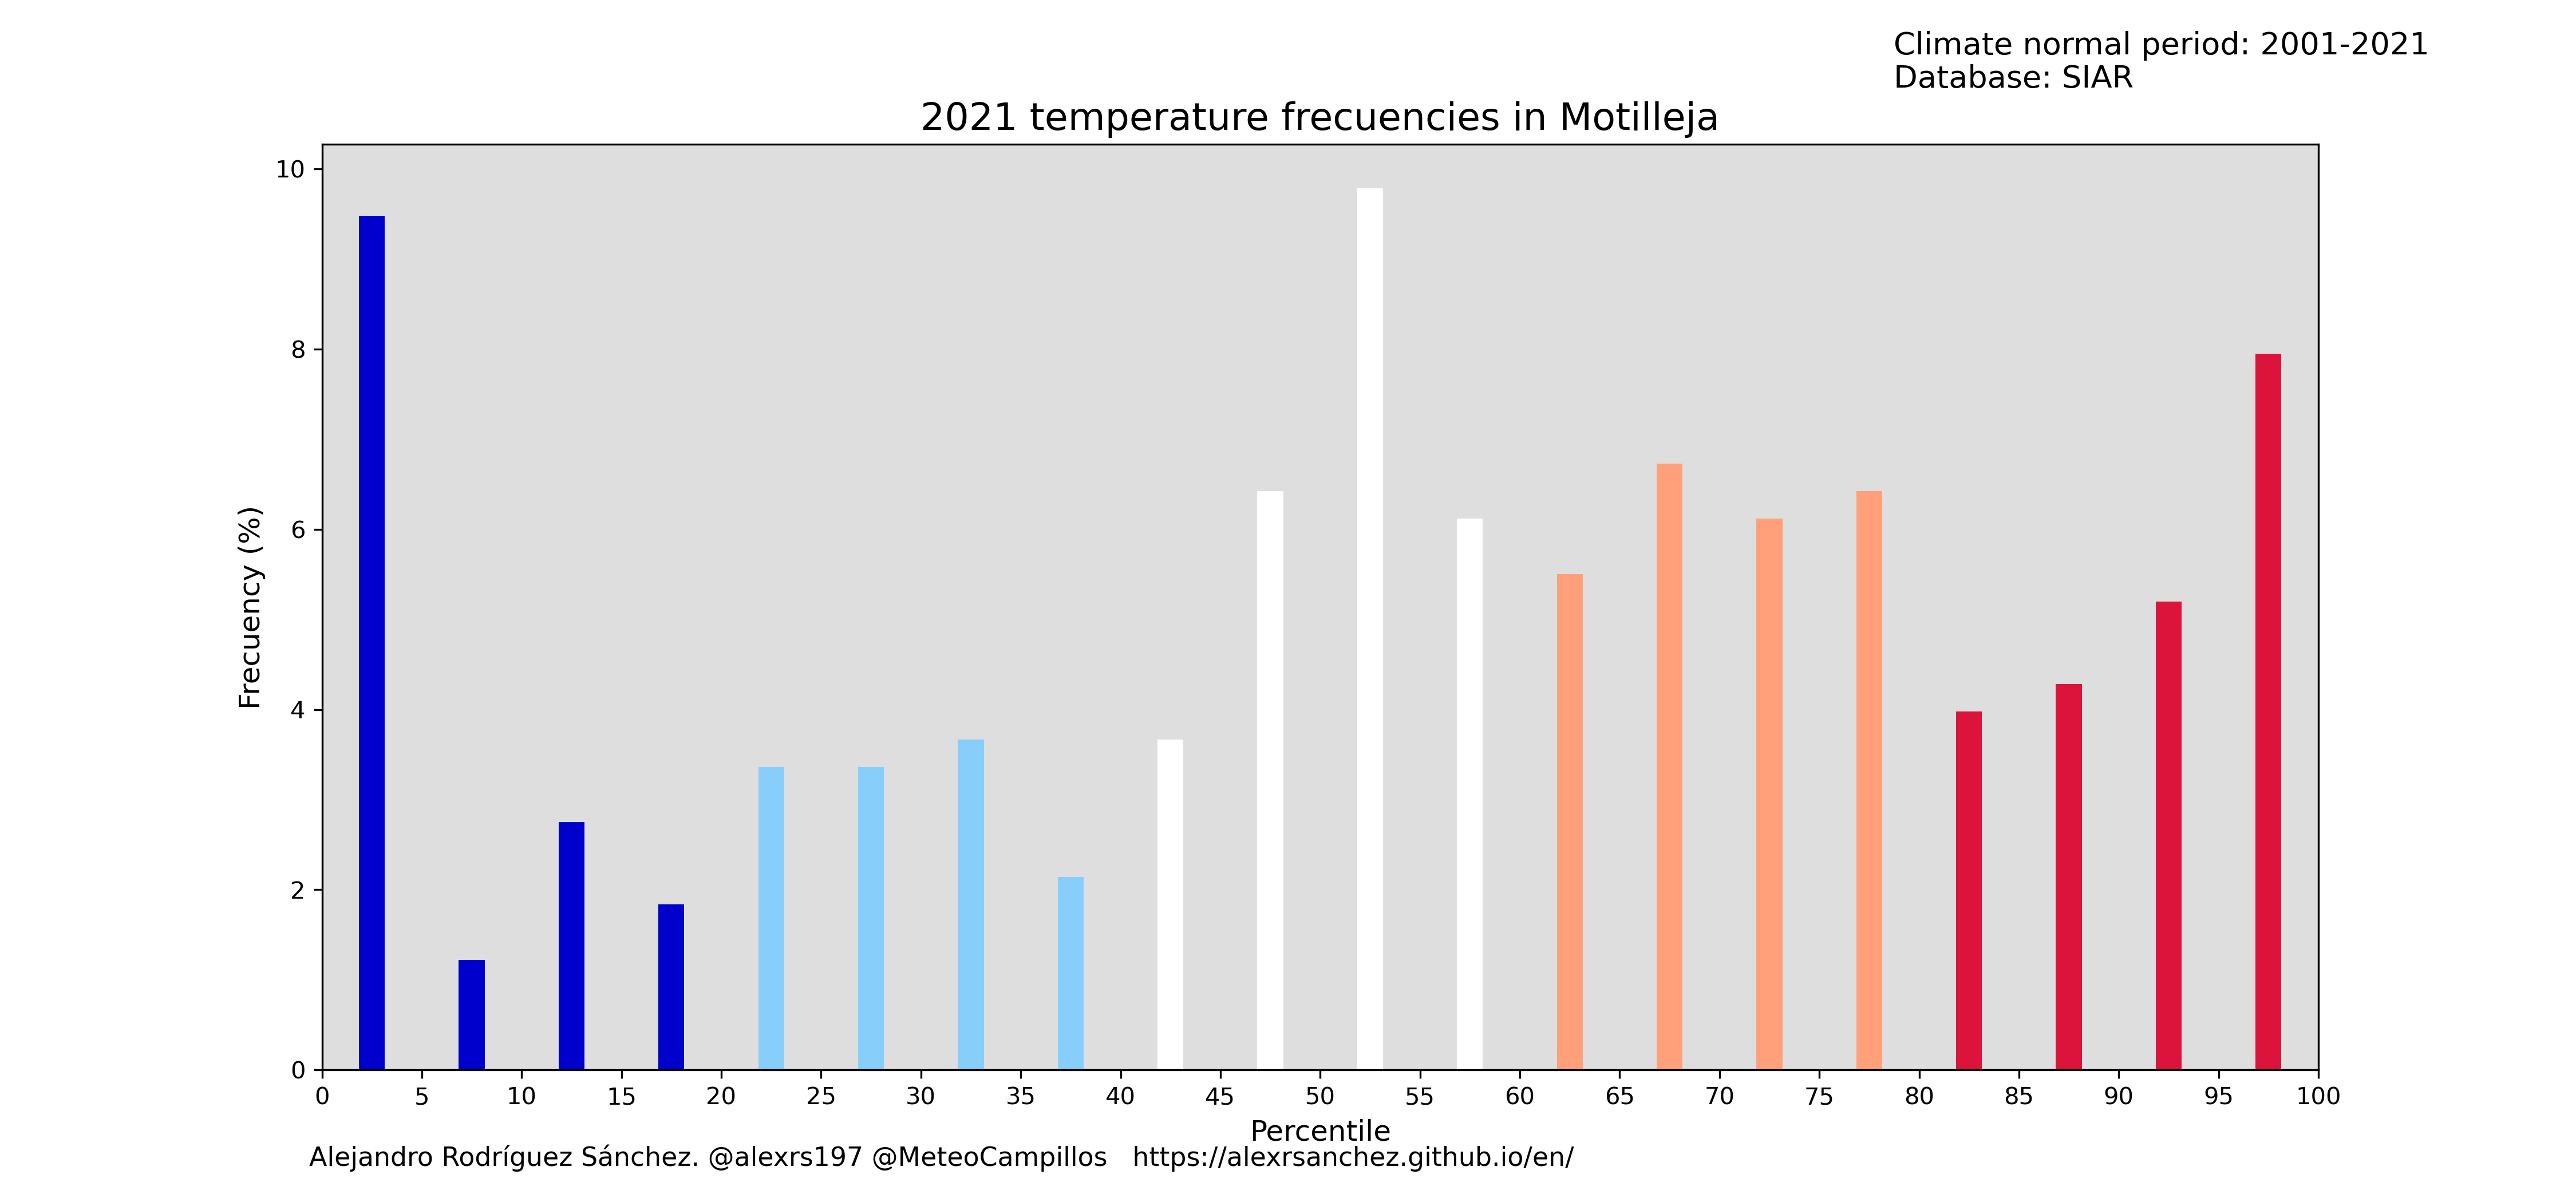 Climate normal period: 2001-2021
Database: SIAR
2021 temperature frecuencies in Motilleja
10
8
6
4
2
0
Frecuency (%)
0 5 10 15 20 25 30 35 40 45 50 55 60 65 70 75 80 85 90 95 100
Percentile
Alejandro Rodríguez Sánchez. @alexrs197 @MeteoCampillos https://alexrsanchez.github.io/en/